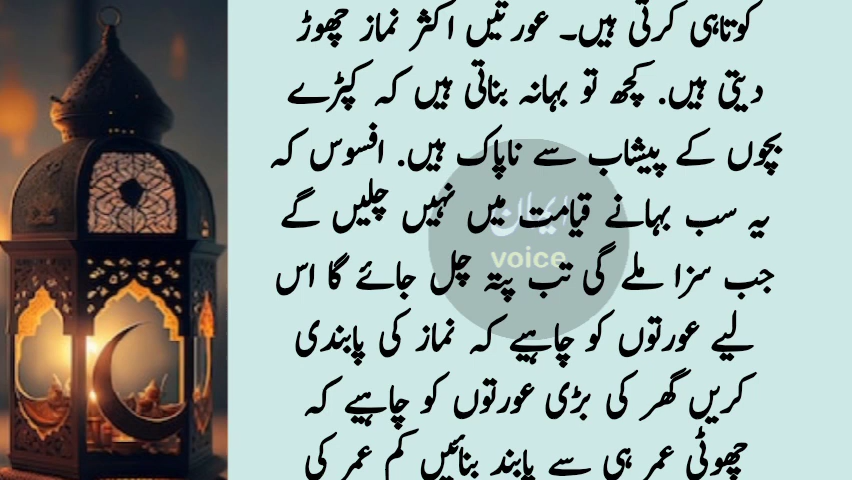 کوتاہی کرتی ہیں۔ عورتیں اکثر نماز چھوڑ
دیتی ہیں. کچھ تو بہانہ بناتی ہیں کہ کپڑے
بچوں کے پیشاب سے ناپاک ہیں. افسوس کہ
یہ سب بہانے قیامت میں نہیں چلیں گے
جب سزا ملے گی تب پتہ چل جائے گا اس
لیے عورتوں کو چاہیے کہ نماز کی پابندی
کریں گھر کی بڑی عورتوں کو چاہیے کہ
چھوٹی عمر ہی سے پابند بنائیں کم عمر کی
voice